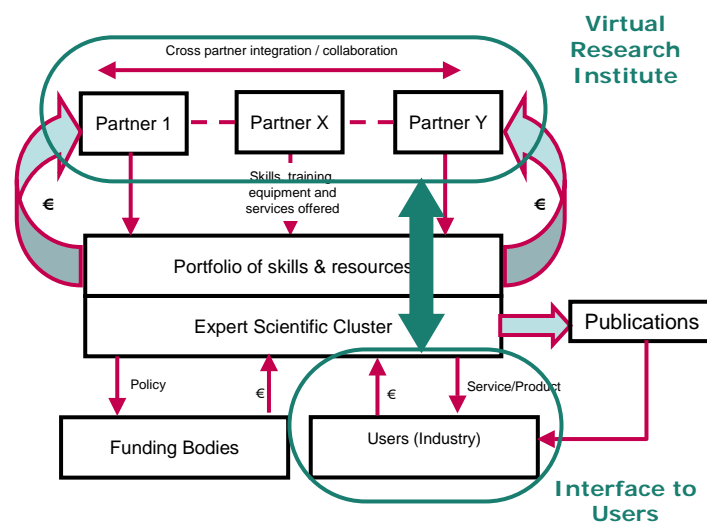 Virtual
Research
Institute
Cross partner integration / collaboration
Partner 1
Partner X
Partner Y
Skills, training,
equipment and
services offered
€
€
Portfolio of skills & resources
Expert Scientific Cluster
Publications
Policy
€
€
Service/Product
Funding Bodies
Users (Industry)
Interface to
Users